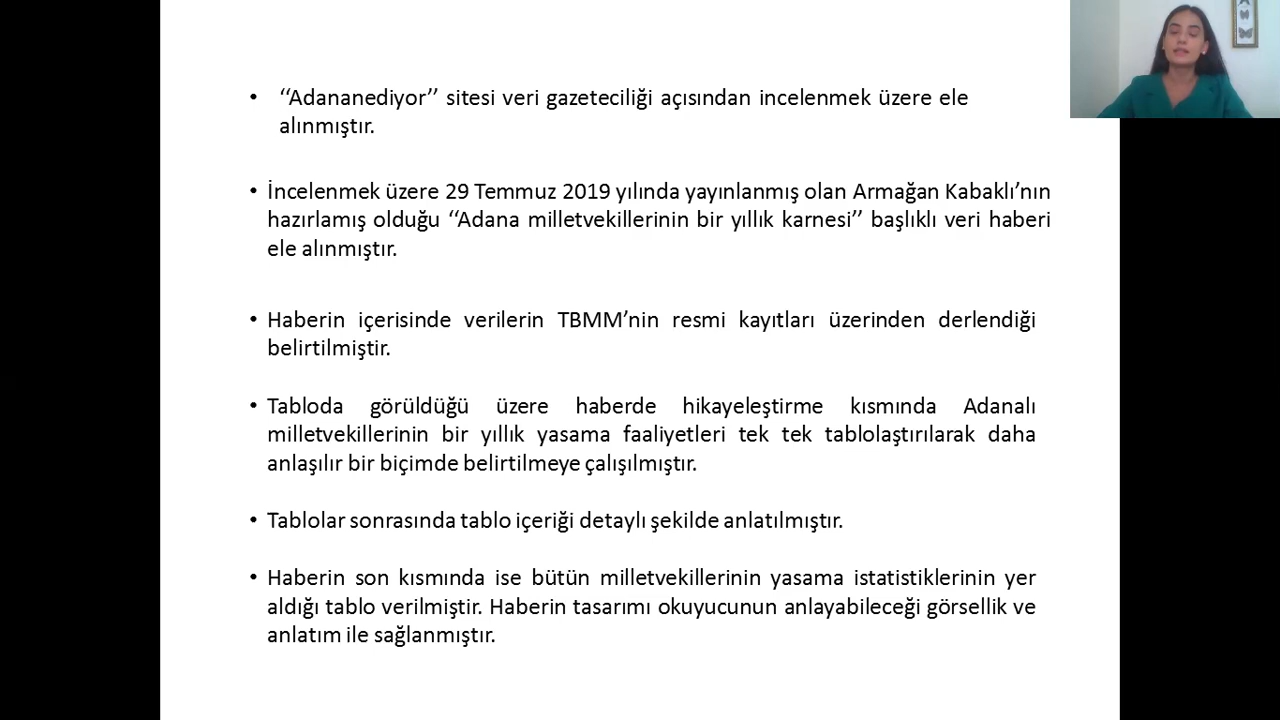 • ‘‘Adananediyor’’ sitesi veri gazeteciliği açısından incelenmek üzere ele
alınmıştır.
• İncelenmek üzere 29 Temmuz 2019 yılında yayınlanmış olan Armağan Kabaklı’nın
hazırlamış olduğu ‘‘Adana milletvekillerinin bir yıllık karnesi’’ başlıklı veri haberi
ele alınmıştır.
• Haberin içerisinde verilerin TBMM’nin resmi kayıtları üzerinden derlendiği
belirtilmiştir.
• Tabloda görüldüğü üzere haberde hikayeleştirme kısmında Adanalı
milletvekillerinin bir yıllık yasama faaliyetleri tek tek tablolaştırılarak daha
anlaşılır bir biçimde belirtilmeye çalışılmıştır.
• Tablolar sonrasında tablo içeriği detaylı şekilde anlatılmıştır.
• Haberin son kısmında ise bütün milletvekillerinin yasama istatistiklerinin yer
aldığı tablo verilmiştir. Haberin tasarımı okuyucunun anlayabileceği görsellik ve
anlatım ile sağlanmıştır.